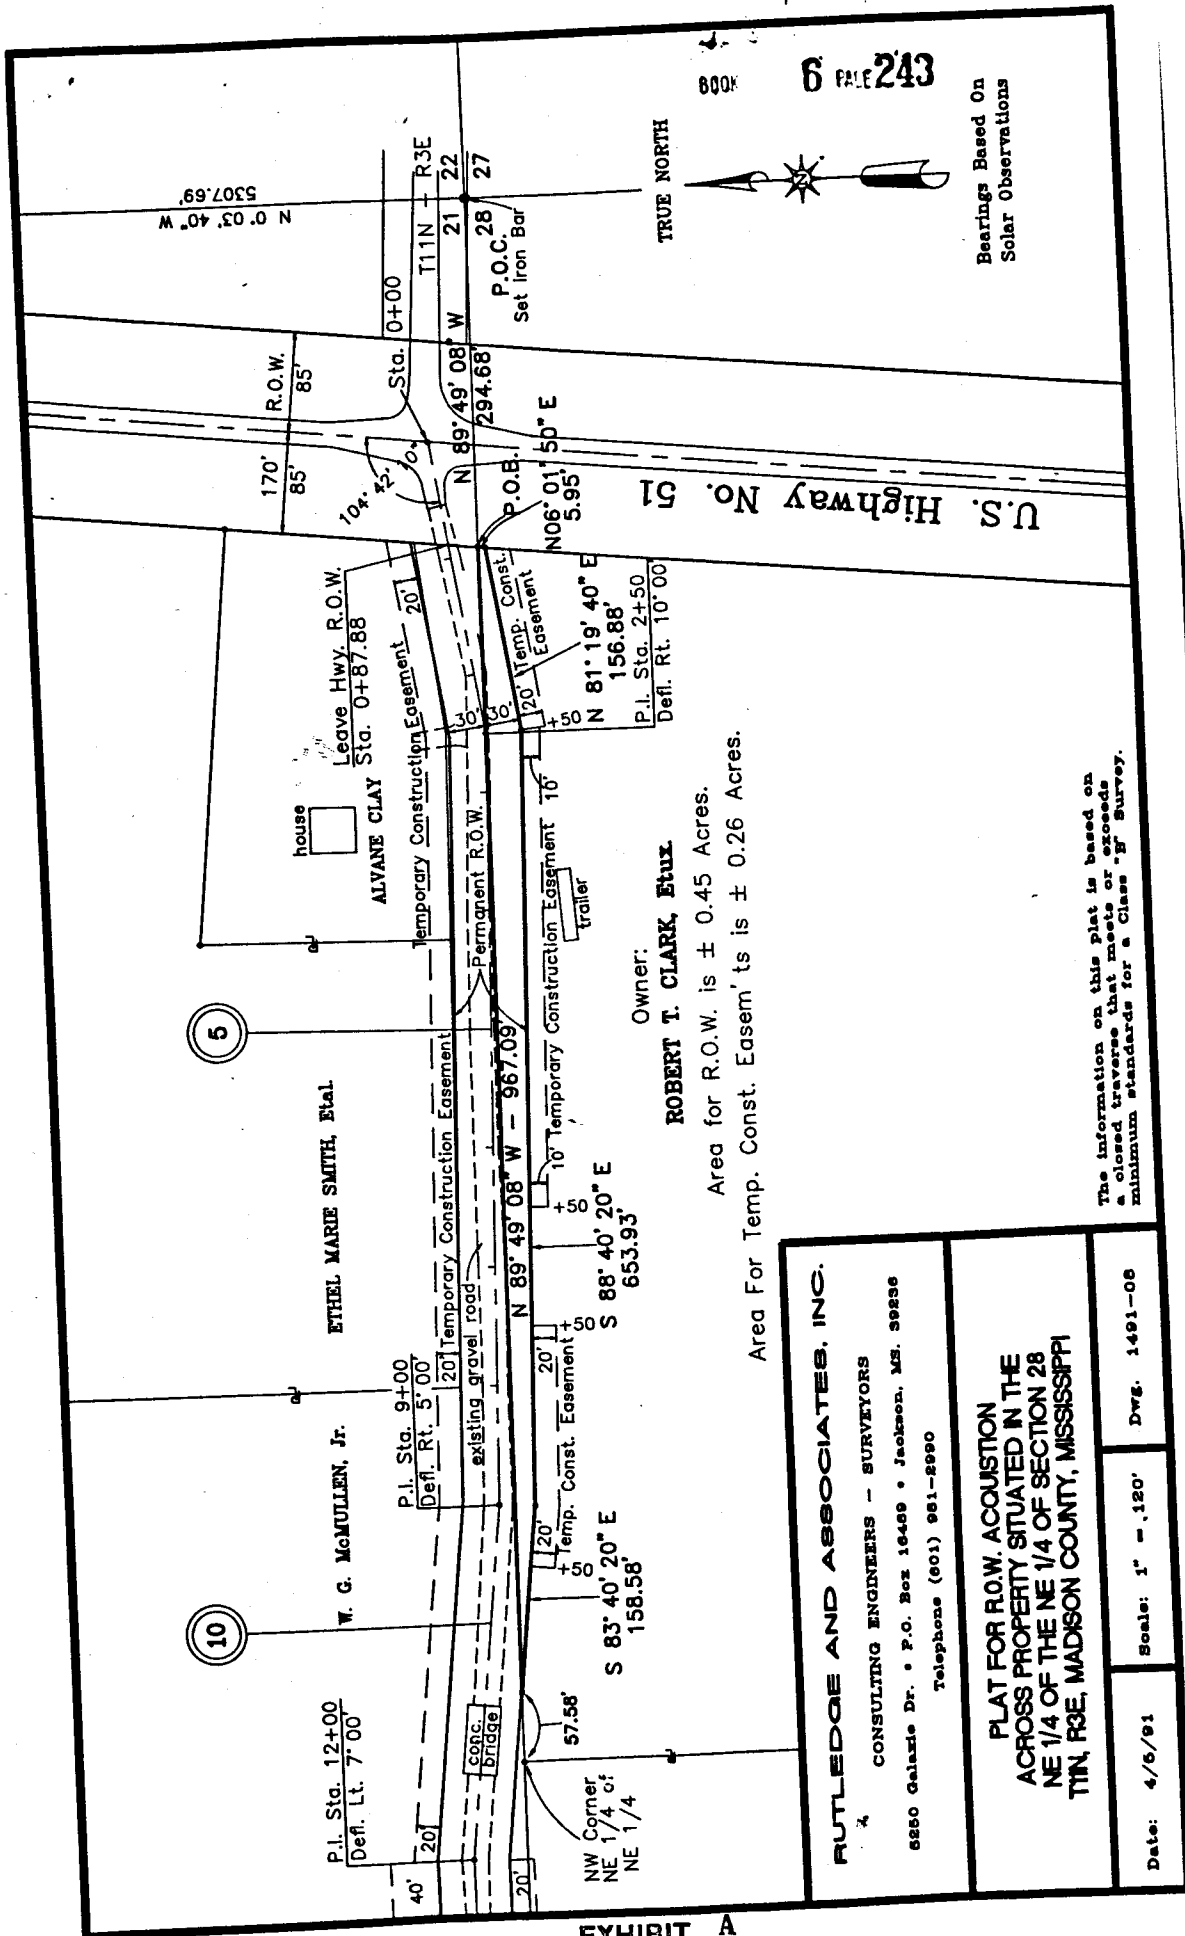 BOOK 6 PAGE 243
N 0° 03' 40" W
5307.69'
T11N - R3E
21 22
28 27
P.O.C.
Set Iron Bar
TRUE NORTH
N
Bearings Based On
Solar Observations
170' R.O.W.
85' 85'
Sta. 0+00
104° 42' 10"
N 89° 49' 08" W
294.68'
P.O.B.
N06° 01' 50" E
5.95'
U.S. Highway No. 51
Leave Hwy. R.O.W.
Sta. 0+87.88
20'
house
ALVANE CLAY
Temporary Construction Easement
Temp. Const.
Easement
30'
30'
20'
+50
N 81° 19' 40" E
156.88'
P.I. Sta. 2+50
Defl. Rt. 10° 00'
Permanent R.O.W.
10'
10' Temporary Construction Easement
trailer
5
ETHEL MARIE SMITH, Etal.
20' Temporary Construction Easement
existing gravel road
N 89° 49' 08" W - 967.09'
+50
S 88° 40' 20" E
653.93'
+50
20'
Temp. Const. Easement
20'
+50
Owner:
ROBERT T. CLARK, Etux.
Area for R.O.W. is ± 0.45 Acres.
Area For Temp. Const. Easem'ts is ± 0.26 Acres.
P.I. Sta. 9+00
Defl. Rt. 5° 00'
W. G. McMULLEN, Jr.
10
S 83° 40' 20" E
158.58'
P.I. Sta. 12+00
Defl. Lt. 7° 00'
conc.
bridge
57.58'
NW Corner
NE 1/4 of
NE 1/4
40'
20'
20'
The information on this plat is based on
a closed traverse that meets or exceeds
minimum standards for a Class "B" Survey.
RUTLEDGE AND ASSOCIATES, INC.
CONSULTING ENGINEERS - SURVEYORS
5250 Galaxie Dr. • P.O. Box 16469 • Jackson, MS. 39236
Telephone (601) 981-2990
PLAT FOR R.O.W. ACQUISTION
ACROSS PROPERTY SITUATED IN THE
NE 1/4 OF THE NE 1/4 OF SECTION 28
T11N, R3E, MADISON COUNTY, MISSISSIPPI
Date: 4/6/91 Scale: 1" = 120' Dwg. 1491-08
EXHIBIT A